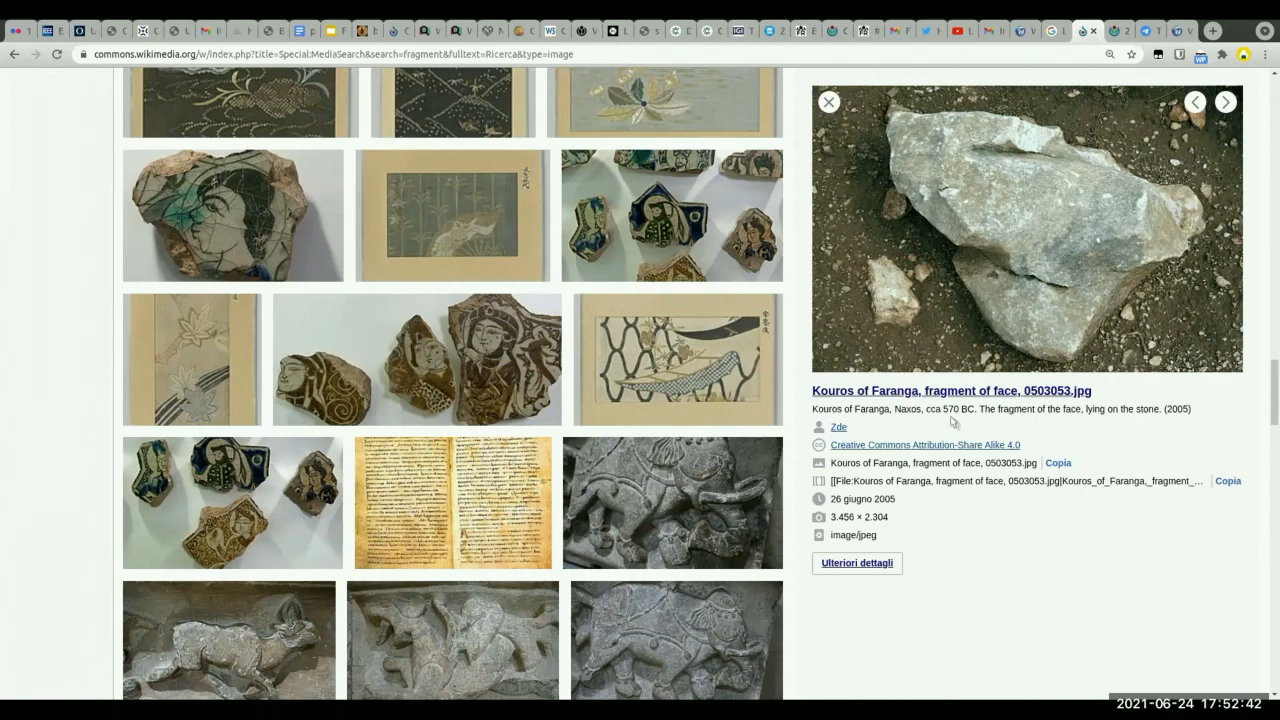 commons.wikimedia.org/w/index.php?title=Special:MediaSearch&search=fragment&fulltext=Ricerca&type=image
Kouros of Faranga, fragment of face, 0503053.jpg
Kouros of Faranga, Naxos, cca 570 BC. The fragment of the face, lying on the stone. (2005)
Zde
Creative Commons Attribution-Share Alike 4.0
Kouros of Faranga, fragment of face, 0503053.jpg Copia
[[File:Kouros of Faranga, fragment of face, 0503053.jpg|Kouros_of_Faranga,_fragment_… Copia
26 giugno 2005
3.456 × 2.304
image/jpeg
Ulteriori dettagli
2021-06-24 17:52:42